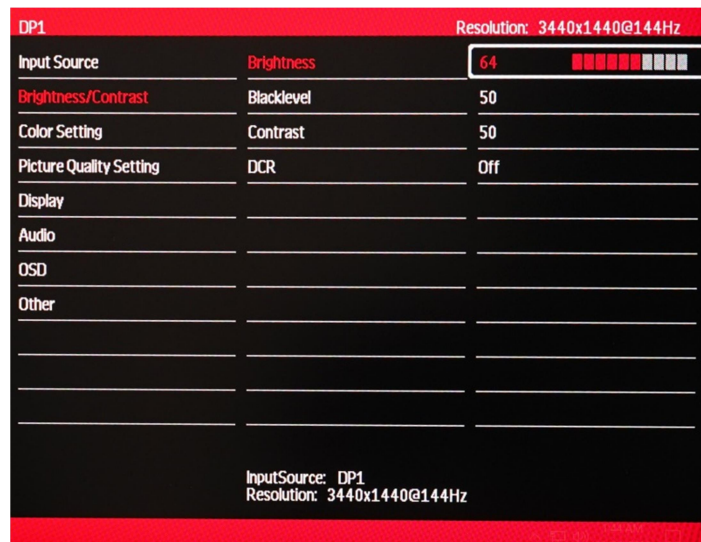 DP1 Resolution: 3440x1440@144Hz
Input Source Brightness 64
Brightness/Contrast Blacklevel 50
Color Setting Contrast 50
Picture Quality Setting DCR Off
Display
Audio
OSD
Other
InputSource: DP1
Resolution: 3440x1440@144Hz